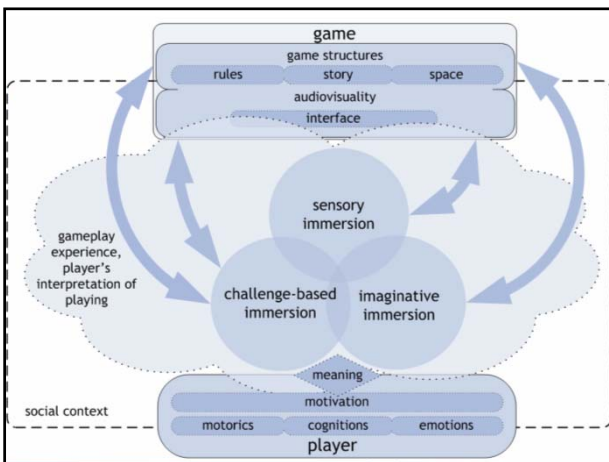 game
game structures
rules story space
audiovisuality
interface
sensory
immersion
gameplay
experience,
player's
interpretation of
playing
challenge-based
immersion
imaginative
immersion
meaning
motivation
social context
motorics cognitions emotions
player